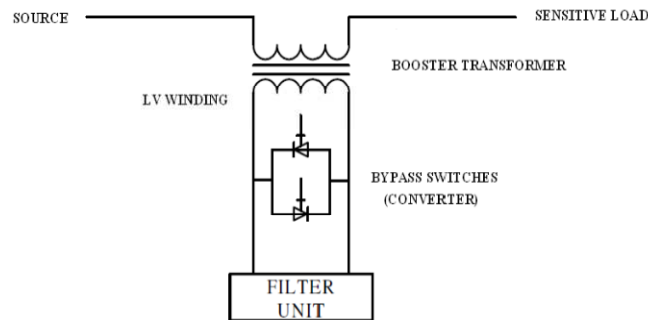 SOURCE
SENSITIVE LOAD
BOOSTER TRANSFORMER
LV WINDING
BYPASS SWITCHES
(CONVERTER)
FILTER
UNIT